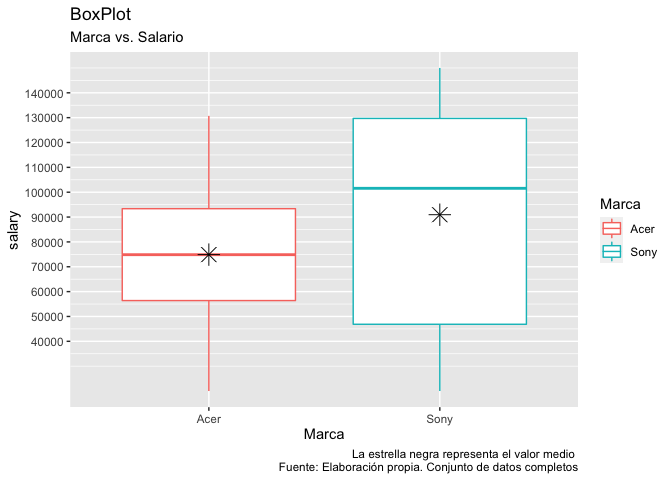 BoxPlot
Marca vs. Salario
140000
130000
120000
110000
100000
90000
80000
70000
60000
50000
40000
salary
Acer
Sony
Marca
Marca
Acer
Sony
La estrella negra representa el valor medio
Fuente: Elaboración propia. Conjunto de datos completos